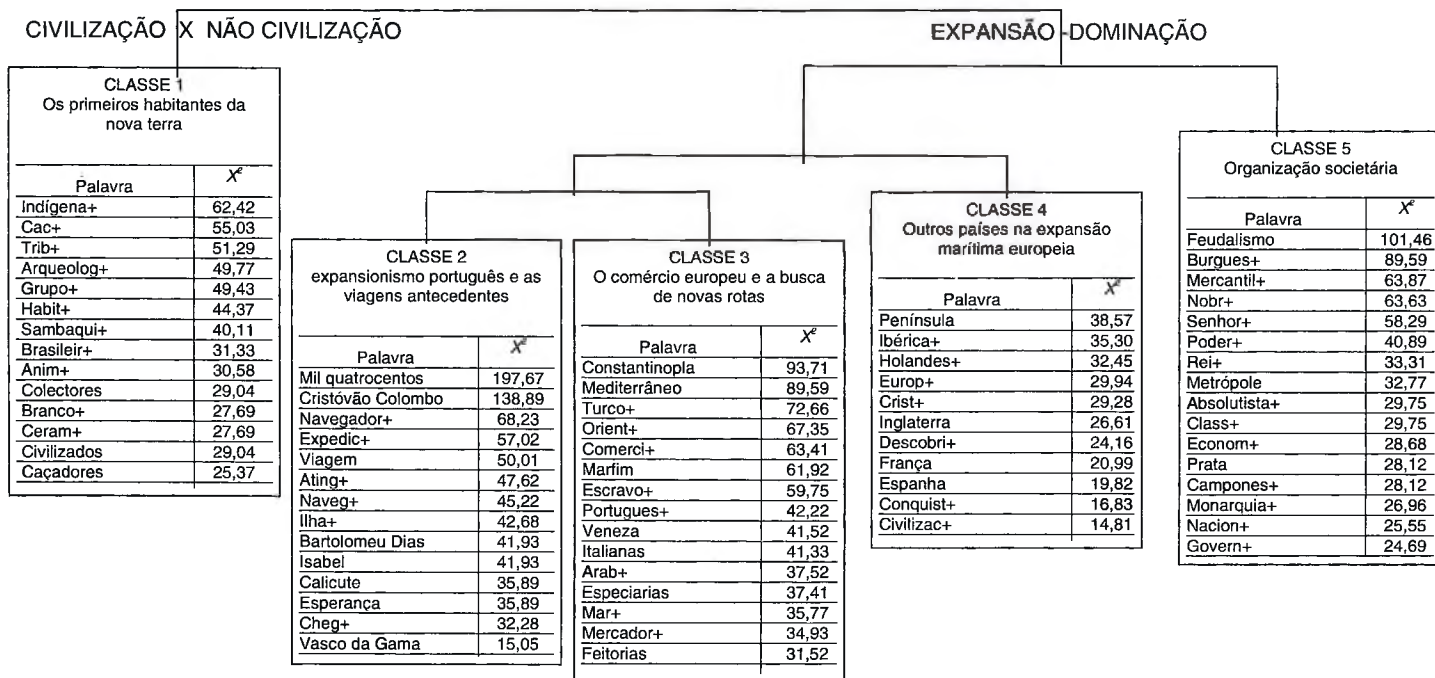 CIVILIZAÇÃO X NÃO CIVILIZAÇÃO
EXPANSÃO-DOMINAÇÃO
CLASSE 1
Os primeiros habitantes da
nova terra
Palavra X²
Indígena+ 62,42
Cac+ 55,03
Trib+ 51,29
Arqueolog+ 49,77
Grupo+ 49,43
Habit+ 44,37
Sambaqui+ 40,11
Brasileir+ 31,33
Anim+ 30,58
Colectores 29,04
Branco+ 27,69
Ceram+ 27,69
Civilizados 29,04
Caçadores 25,37
CLASSE 2
expansionismo português e as
viagens antecedentes
Palavra X²
Mil quatrocentos 197,67
Cristóvão Colombo 138,89
Navegador+ 68,23
Expedic+ 57,02
Viagem 50,01
Ating+ 47,62
Naveg+ 45,22
Ilha+ 42,68
Bartolomeu Dias 41,93
Isabel 41,93
Calicute 35,89
Esperança 35,89
Cheg+ 32,28
Vasco da Gama 15,05
CLASSE 3
O comércio europeu e a busca
de novas rotas
Palavra X²
Constantinopla 93,71
Mediterrâneo 89,59
Turco+ 72,66
Orient+ 67,35
Comerci+ 63,41
Marfim 61,92
Escravo+ 59,75
Portugues+ 42,22
Veneza 41,52
Italianas 41,33
Arab+ 37,52
Especiarias 37,41
Mar+ 35,77
Mercador+ 34,93
Feitorias 31,52
CLASSE 4
Outros países na expansão
marítima europeia
Palavra X²
Península 38,57
Ibérica+ 35,30
Holandes+ 32,45
Europ+ 29,94
Crist+ 29,28
Inglaterra 26,61
Descobri+ 24,16
França 20,99
Espanha 19,82
Conquist+ 16,83
Civilizac+ 14,81
CLASSE 5
Organização societária
Palavra X²
Feudalismo 101,46
Burgues+ 89,59
Mercantil+ 63,87
Nobr+ 63,63
Senhor+ 58,29
Poder+ 40,89
Rei+ 33,31
Metrópole 32,77
Absolutista+ 29,75
Class+ 29,75
Econom+ 28,68
Prata 28,12
Campones+ 28,12
Monarquia+ 26,96
Nacion+ 25,55
Govern+ 24,69